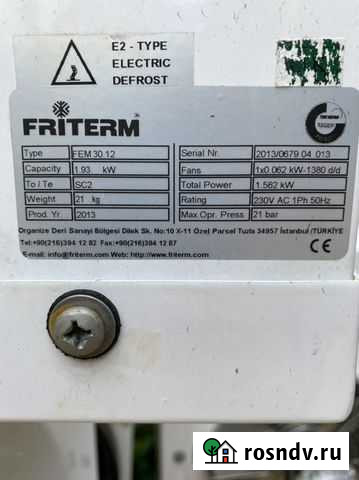 E2 - TYPE
ELECTRIC
DEFROST
FRITERM
Type FEM 30.12
Capacity 1.93 kW
To / Te SC2
Weight 21 kg
Prod. Yr. 2013
Serial Nr. 2013/0679 04 013
Fans 1x0.062 kW-1380 d/d
Total Power 1.562 kW
Rating 230V AC 1Ph 50Hz
Max.Opr. Press 21 bar
Organize Deri Sanayi Bölgesi Dilek Sk. No:10 X-11 Özel Parsel Tuzla 34957 İstanbul /TÜRKİYE
Tel:+90(216)394 12 82 Fax:+90(216)394 12 87
E-mail: info@friterm.com Web: http://www.friterm.com
CE
rosndv.ru